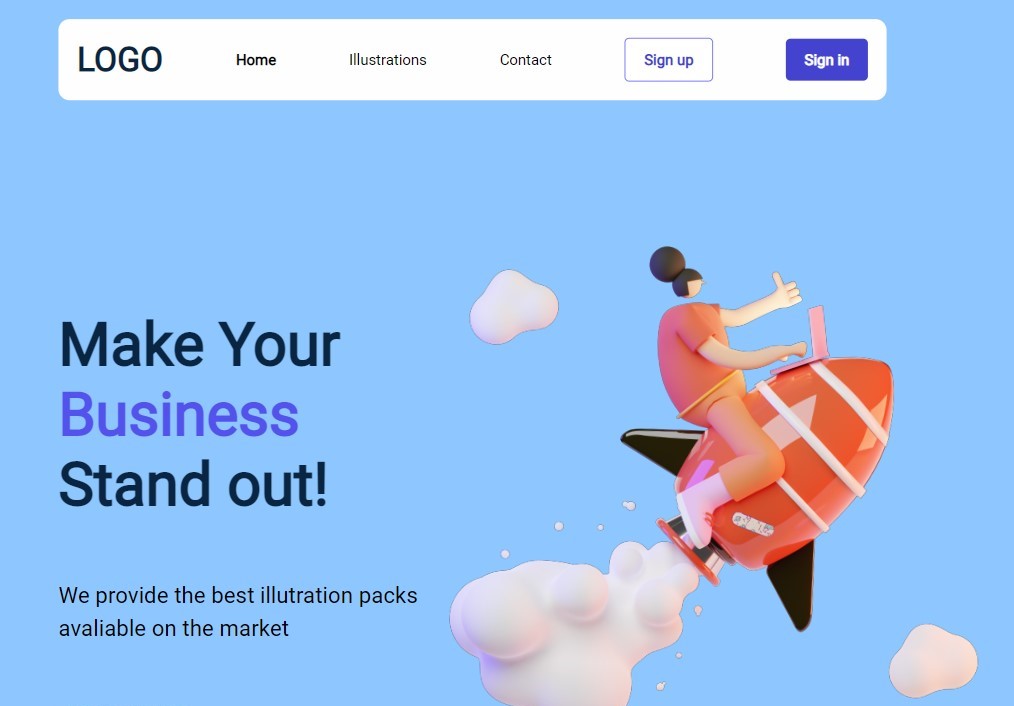 LOGO
Home
Illustrations
Contact
Sign up
Sign in
Make Your
Business
Stand out!
We provide the best illutration packs
avaliable on the market